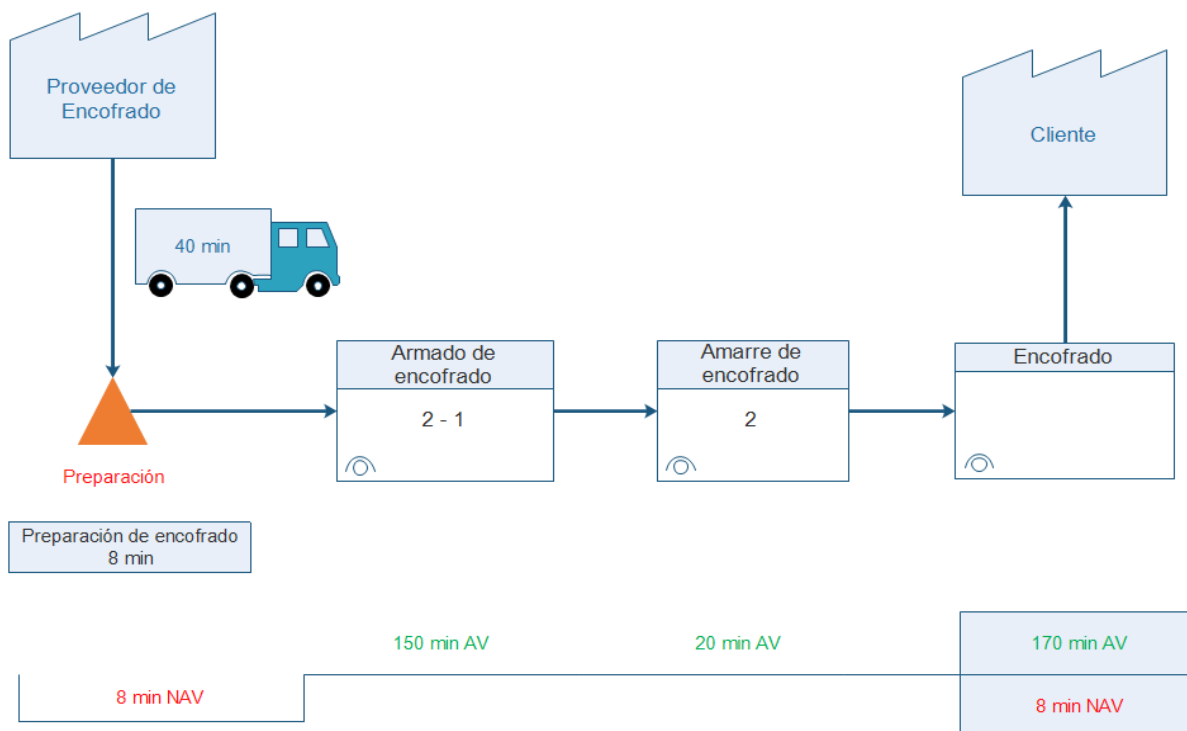 Proveedor de
Encofrado
Cliente
40 min
Armado de
encofrado
2 - 1
Amarre de
encofrado
2
Encofrado
Preparación
Preparación de encofrado
8 min
150 min AV
20 min AV
170 min AV
8 min NAV
8 min NAV